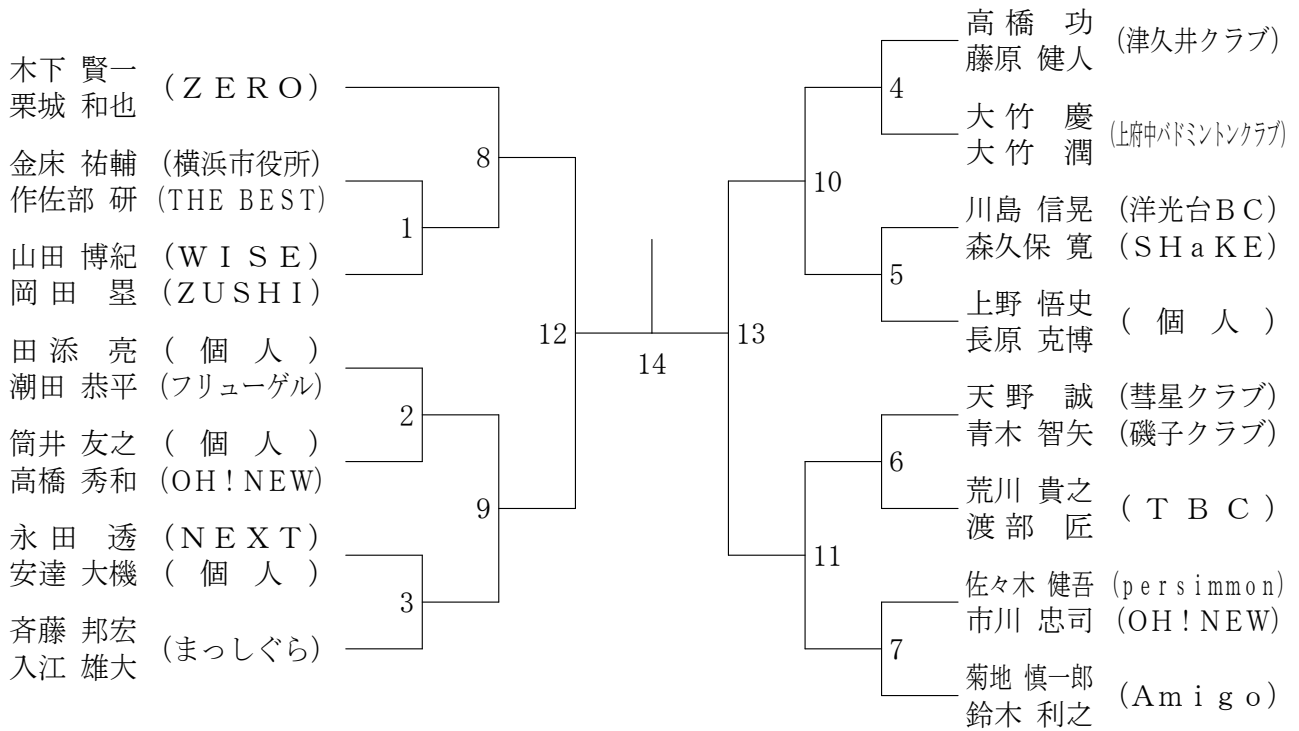 木下 賢一 (ＺＥＲＯ)
栗城 和也
金床 祐輔 (横浜市役所)
作佐部 研 (THE BEST)
山田 博紀 (ＷＩＳＥ)
岡田 塁 (ZUSHI)
田添 亮 (個人)
潮田 恭平 (フリューゲル)
筒井 友之 (個人)
高橋 秀和 (OH!NEW)
永田 透 (NEXT)
安達 大機 (個人)
斉藤 邦宏 (まっしぐら)
入江 雄大
8
1
2
9
3
12
14
13
10
4
5
6
11
7
高橋 功 (津久井クラブ)
藤原 健人
大竹 慶 (上府中バドミントンクラブ)
大竹 潤
川島 信晃 (洋光台BC)
森久保 寛 (SHaKE)
上野 悟史 (個人)
長原 克博
天野 誠 (彗星クラブ)
青木 智矢 (磯子クラブ)
荒川 貴之 (ＴＢＣ)
渡部 匠
佐々木 健吾 (persimmon)
市川 忠司 (OH!NEW)
菊地 慎一郎 (Amigo)
鈴木 利之